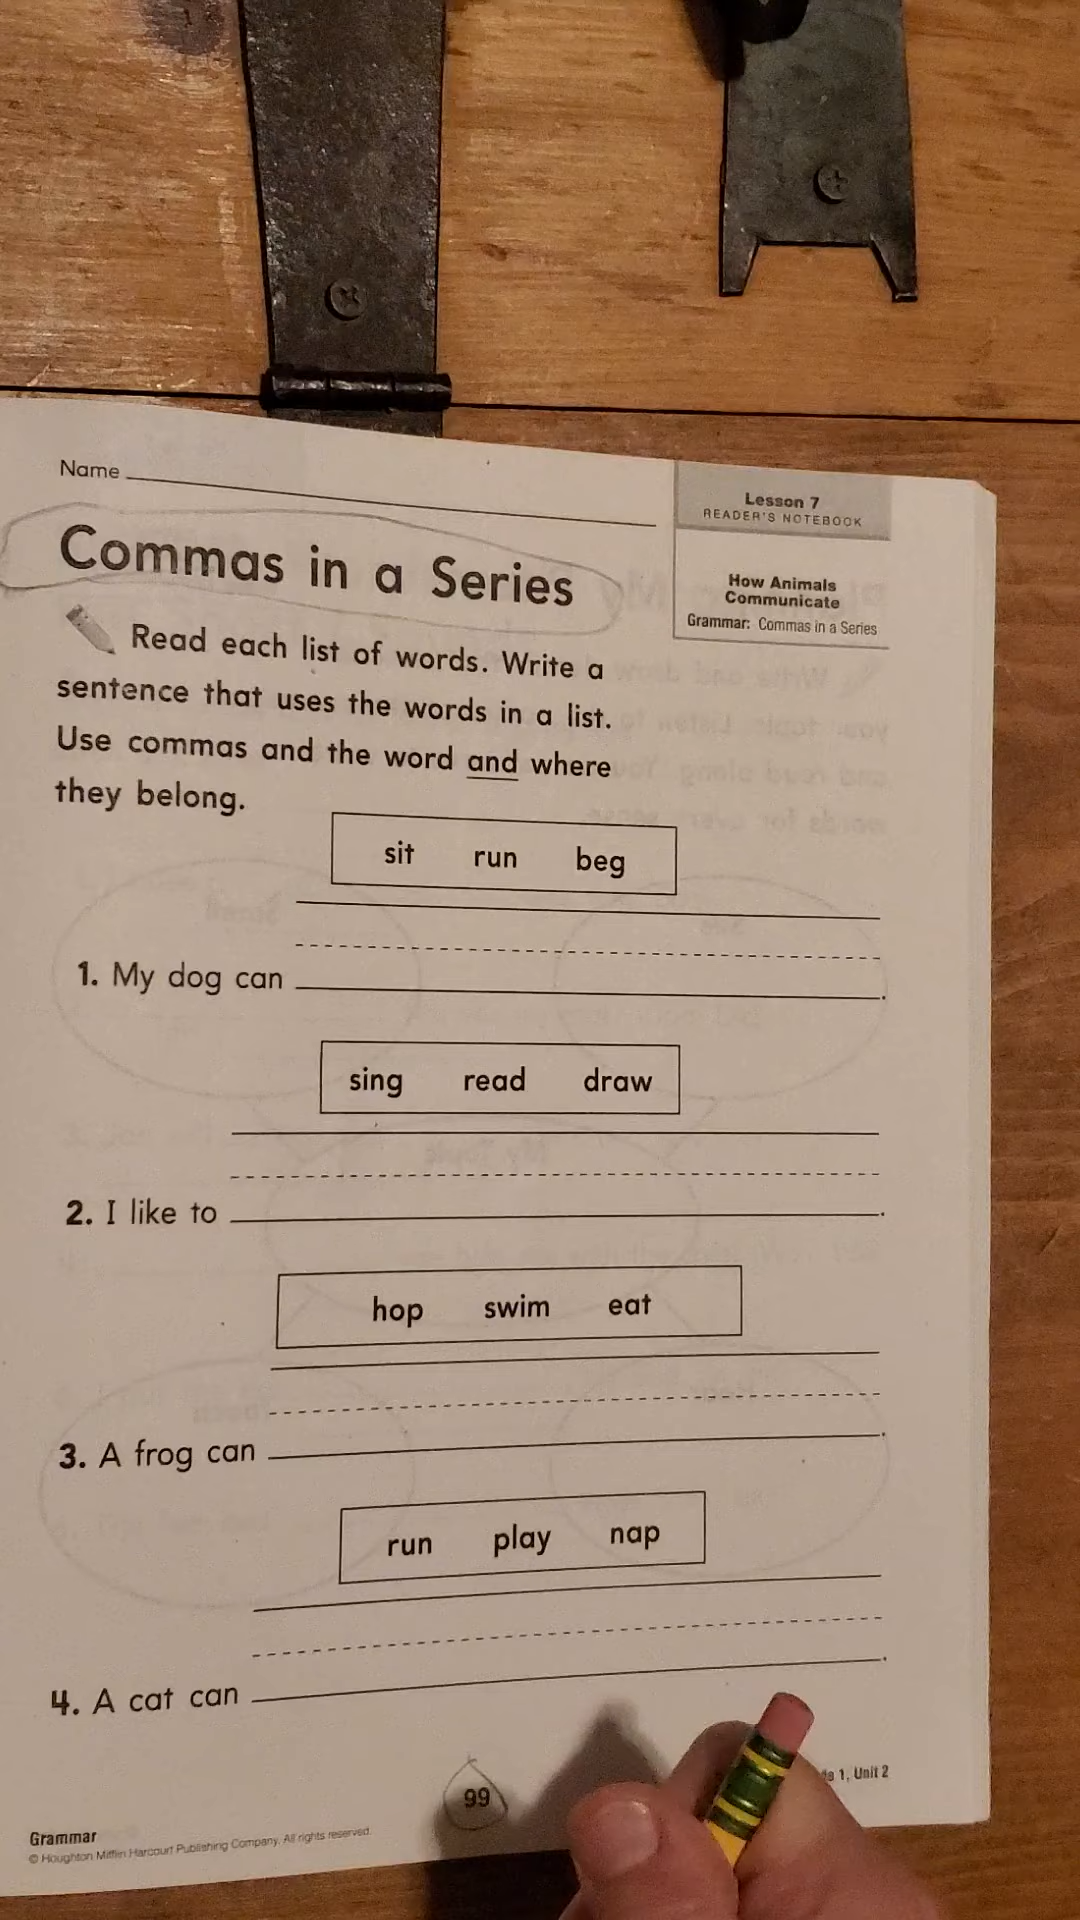 Name
Lesson 7
READER'S NOTEBOOK
Commas in a Series
How Animals
Communicate
Grammar: Commas in a Series
Read each list of words. Write a
sentence that uses the words in a list.
Use commas and the word and where
they belong.
sit run beg
1. My dog can .
sing read draw
2. I like to .
hop swim eat
3. A frog can .
run play nap
4. A cat can .
99
1, Unit 2
Grammar
© Houghton Mifflin Harcourt Publishing Company. All rights reserved.